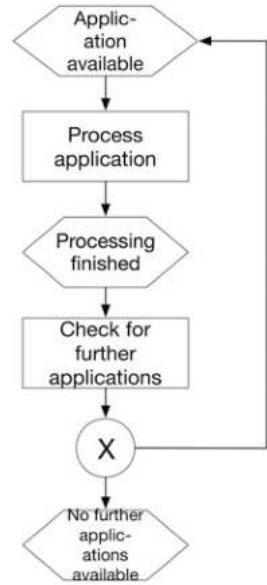 Applic-
ation
available
Process
application
Processing
finished
Check for
further
applications
X
No further
applic-
ations
available